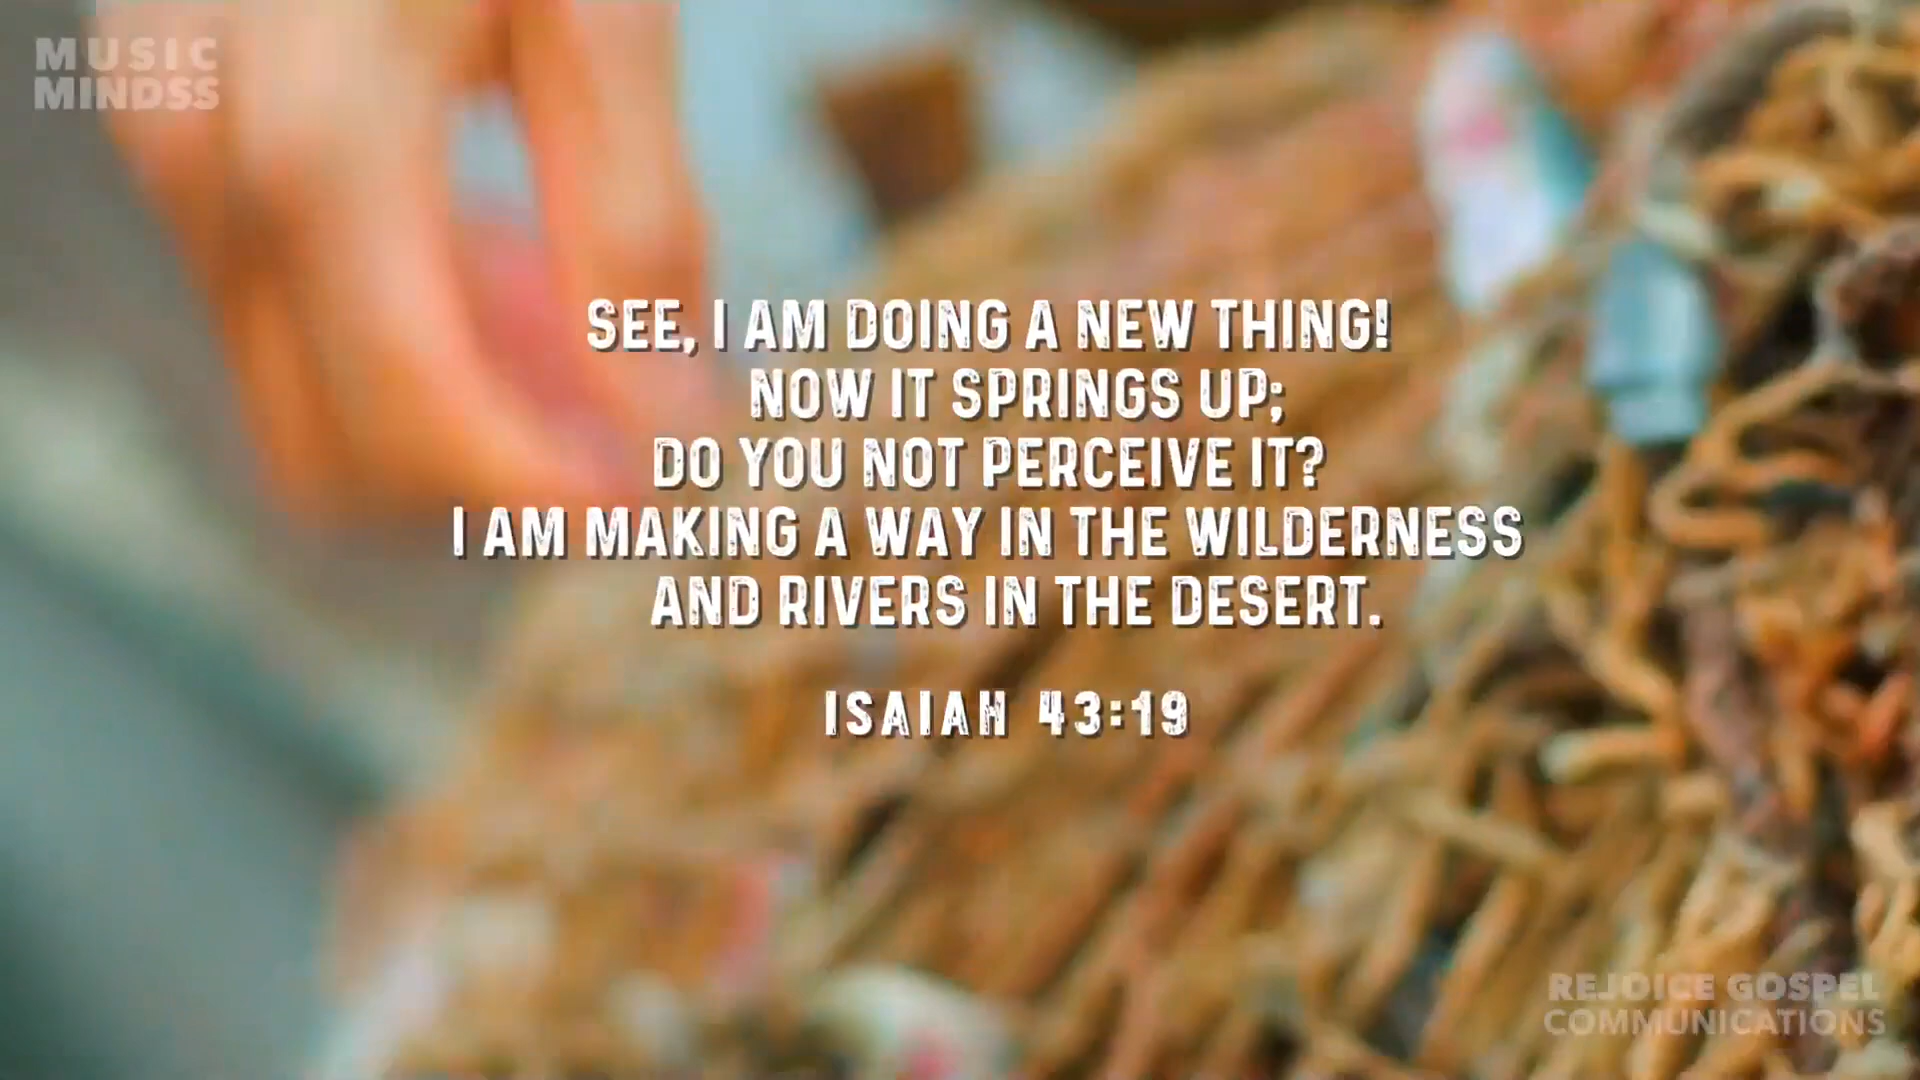 MUSIC
MINDSS
SEE, I AM DOING A NEW THING!
NOW IT SPRINGS UP;
DO YOU NOT PERCEIVE IT?
I AM MAKING A WAY IN THE WILDERNESS
AND RIVERS IN THE DESERT.
ISAIAH 43:19
REJOICE GOSPEL
COMMUNICATIONS